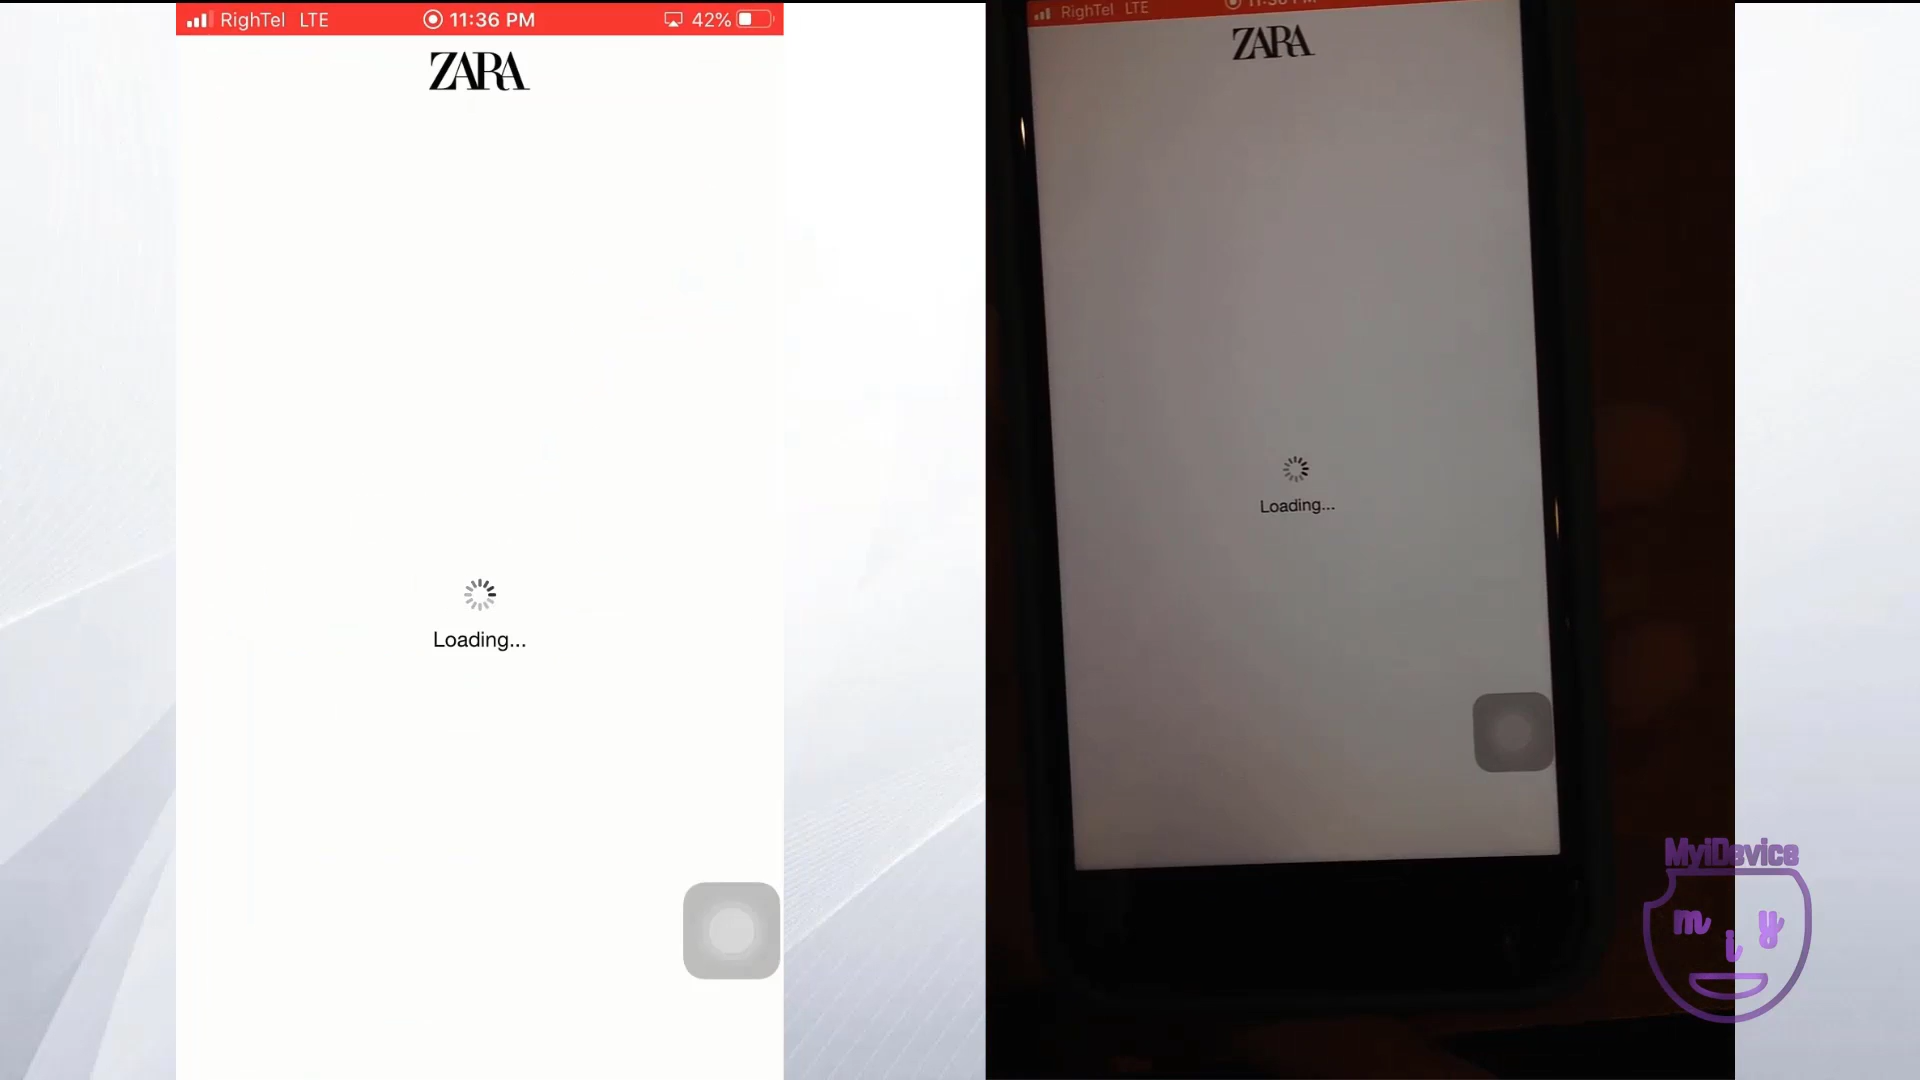 RighTel LTE 11:36 PM 42%
ZARA
Loading...
RighTel LTE
ZARA
Loading...
MyiDevice
m i y